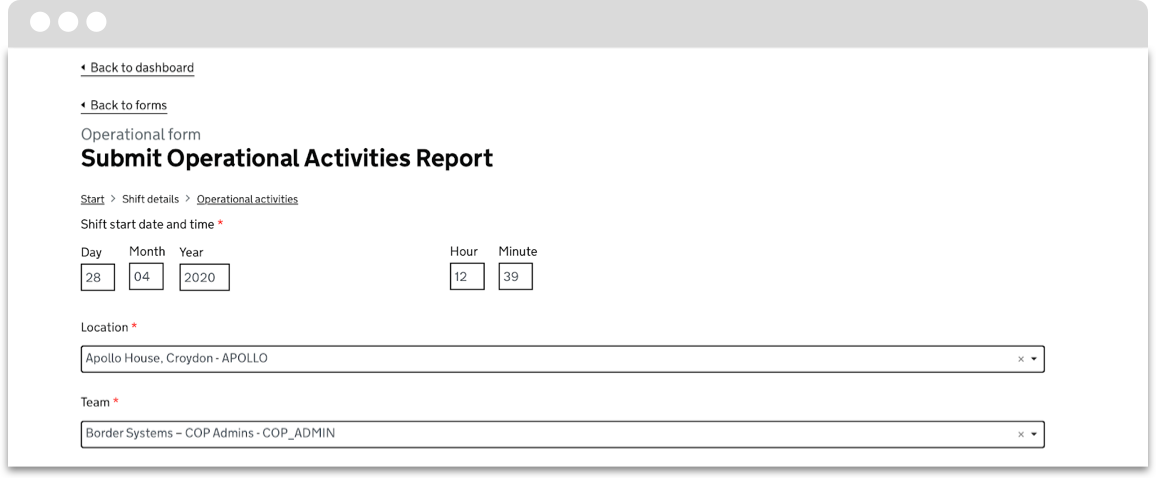 Back to dashboard
Back to forms
Operational form
Submit Operational Activities Report
Start > Shift details > Operational activities
Shift start date and time *
Day Month Year Hour Minute
28 04 2020 12 39
Location *
Apollo House, Croydon - APOLLO
Team *
Border Systems – COP Admins - COP_ADMIN